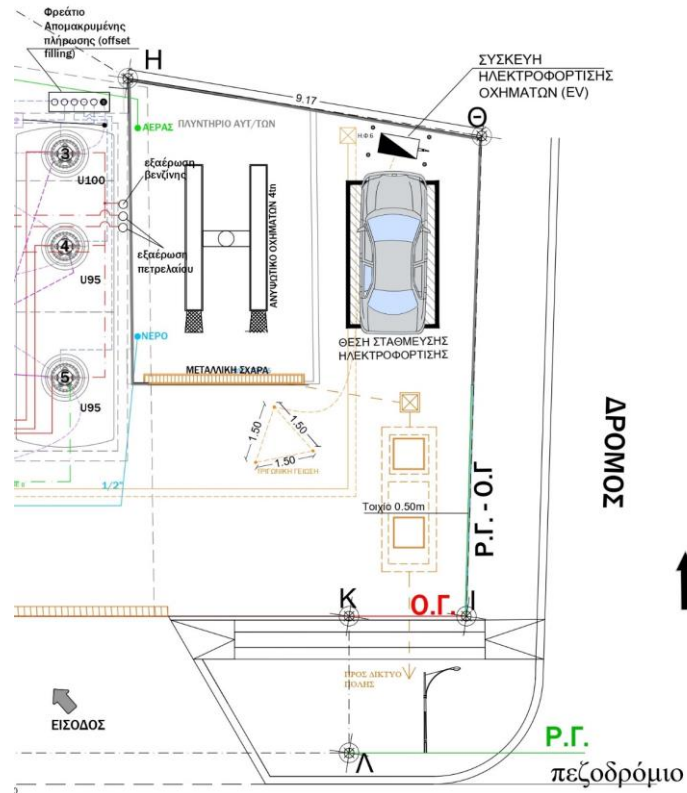 Φρεάτιο
Απομακρυμένης
πλήρωσης (offset
filling)
Η
9.17
ΣΥΣΚΕΥΗ
ΗΛΕΚΤΡΟΦΟΡΤΙΣΗΣ
ΟΧΗΜΑΤΩΝ (EV)
Θ
ΑΕΡΑΣ
ΠΛΥΝΤΗΡΙΟ ΑΥΤ/ΤΩΝ
3
U100
εξαέρωση
βενζίνης
4
U95
εξαέρωση
πετρελαίου
ΑΝΥΨΩΤΙΚΟ ΟΧΗΜΑΤΩΝ 4tn
ΝΕΡΟ
ΘΕΣΗ ΣΤΑΘΜΕΥΣΗΣ
ΗΛΕΚΤΡΟΦΟΡΤΙΣΗΣ
ΜΕΤΑΛΛΙΚΗ ΣΧΑΡΑ
5
U95
1.50
1.50
1.50
ΤΡΙΓΩΝΙΚΗ ΓΕΙΩΣΗ
1/2"
Τοιχίο 0.50m
Ρ.Γ. - Ο.Γ
ΔΡΟΜΟΣ
Κ
Ο.Γ.
Ι
ΠΡΟΣ ΔΙΚΤΥΟ
ΠΟΛΗΣ
ΕΙΣΟΔΟΣ
Λ
Ρ.Γ.
πεζοδρόμιο